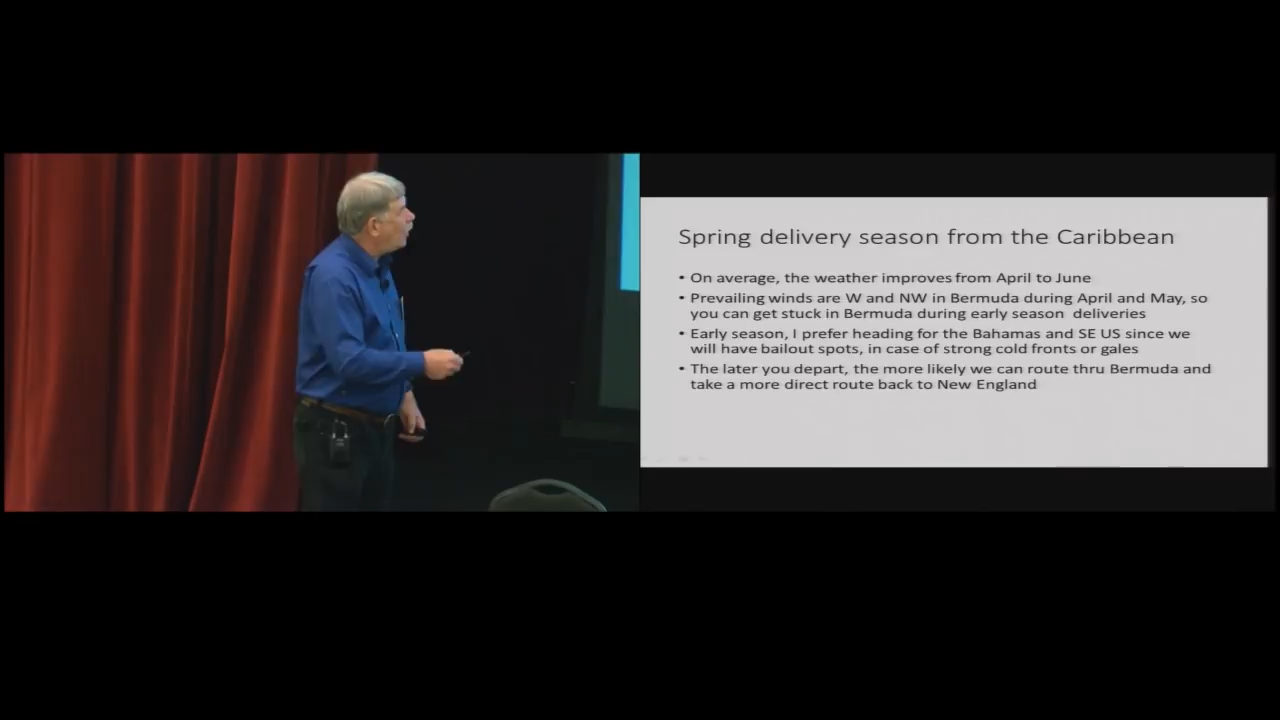 Spring delivery season from the Caribbean
• On average, the weather improves from April to June
• Prevailing winds are W and NW in Bermuda during April and May, so
you can get stuck in Bermuda during early season deliveries
• Early season, I prefer heading for the Bahamas and SE US since we
will have bailout spots, in case of strong cold fronts or gales
• The later you depart, the more likely we can route thru Bermuda and
take a more direct route back to New England